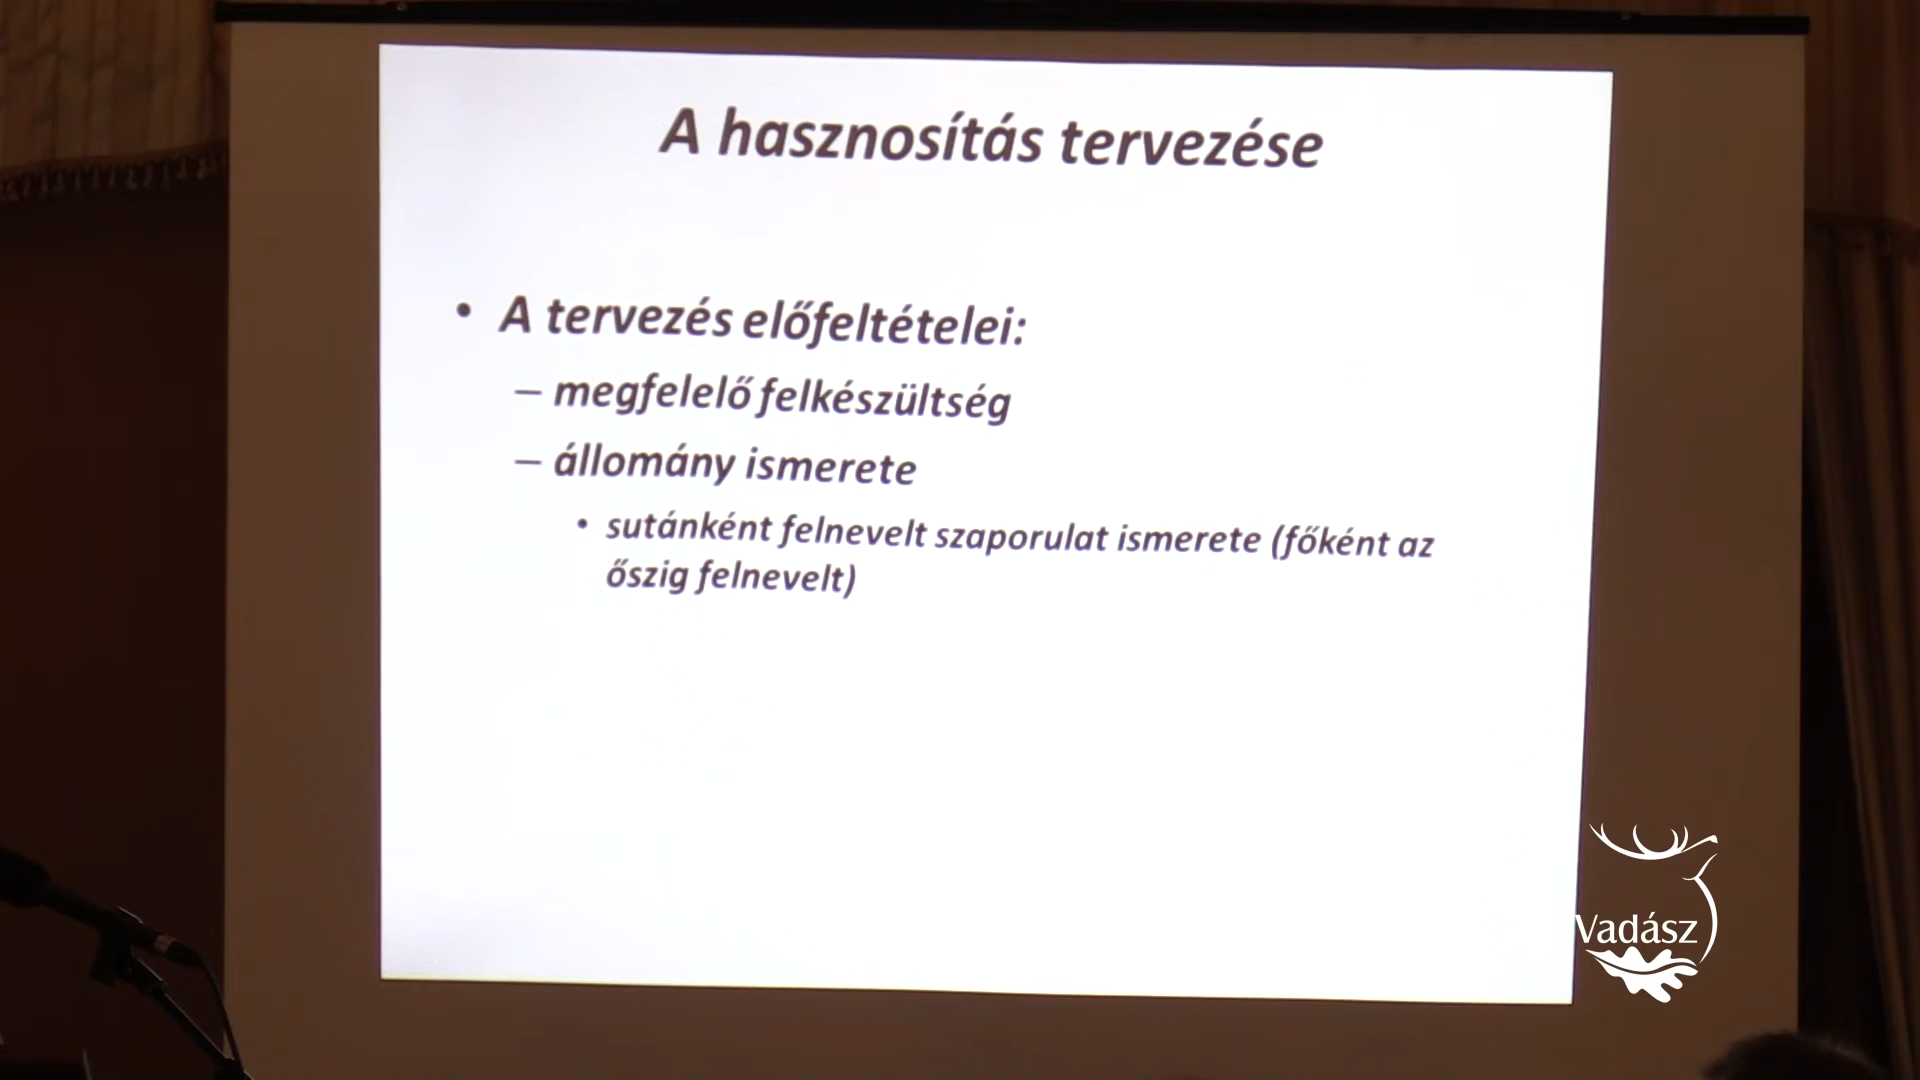 A hasznosítás tervezése
• A tervezés előfeltételei:
– megfelelő felkészültség
– állomány ismerete
• sutánként felnevelt szaporulat ismerete (főként az
őszig felnevelt)
Vadász